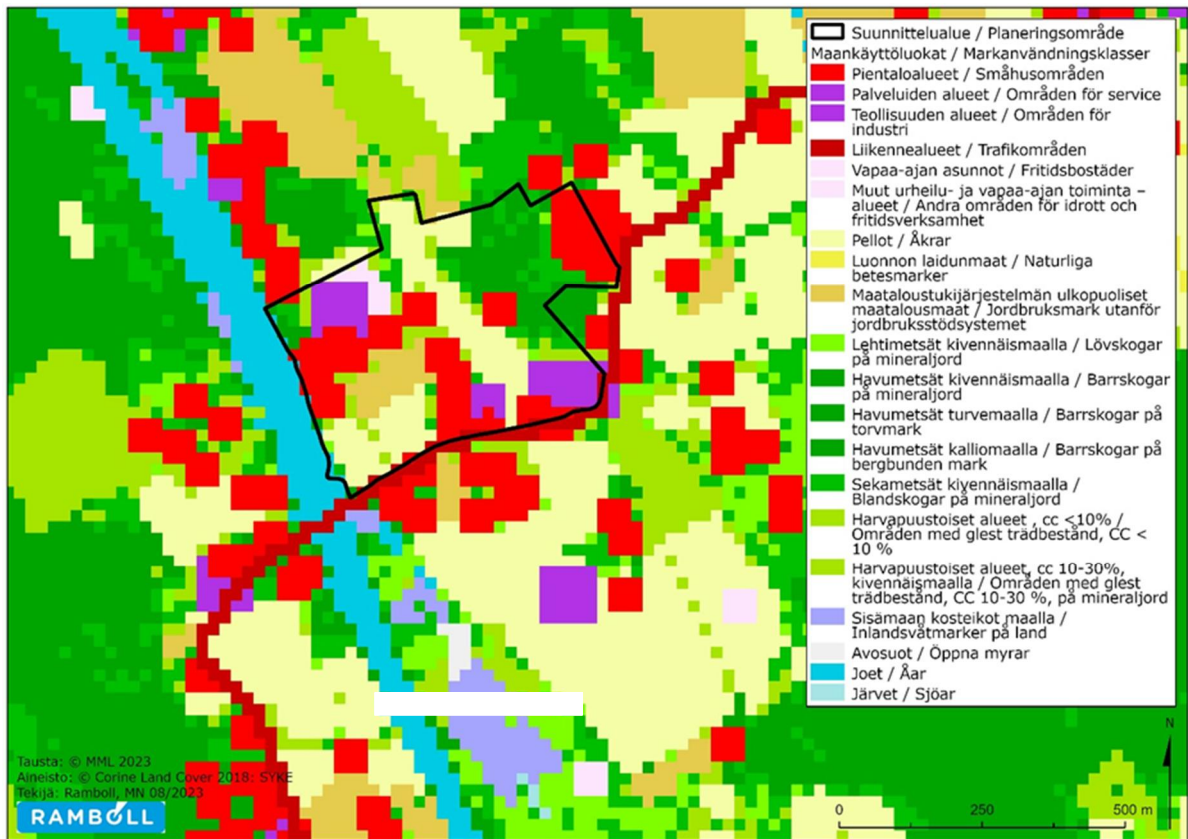 Suunnittelualue / Planeringsområde
Maankäyttöluokat / Markanvändningsklasser
Pientaloalueet / Småhusområden
Palveluiden alueet / Områden för service
Teollisuuden alueet / Områden för
industri
Liikennealueet / Trafikområden
Vapaa-ajan asunnot / Fritidsbostäder
Muut urheilu- ja vapaa-ajan toiminta –
alueet / Andra områden för idrott och
fritidsverksamhet
Pellot / Åkrar
Luonnon laidunmaat / Naturliga
betesmarker
Maataloustukijärjestelmän ulkopuoliset
maatalousmaat / Jordbruksmark utanför
jordbruksstödsystemet
Lehtimetsät kivennäismaalla / Lövskogar
på mineraljord
Havumetsät kivennäismaalla / Barrskogar
på mineraljord
Havumetsät turvemaalla / Barrskogar på
torvmark
Havumetsät kalliomaalla / Barrskogar på
bergbunden mark
Sekametsät kivennäismaalla /
Blandskogar på mineraljord
Harvapuustoiset alueet , cc <10% /
Områden med glest trädbestånd, CC <
10 %
Harvapuustoiset alueet, cc 10-30%,
kivennäismaalla / Områden med glest
trädbestånd, CC 10-30 %, på mineraljord
Sisämaan kosteikot maalla /
Inlandsvåtmarker på land
Avosuot / Öppna myrar
Joet / Åar
Järvet / Sjöar
N
Tausta: © MML 2023
Aineisto: © Corine Land Cover 2018: SYKE
Tekijä: Ramboll, MN 08/2023
RAMBOLL
0 250 500 m